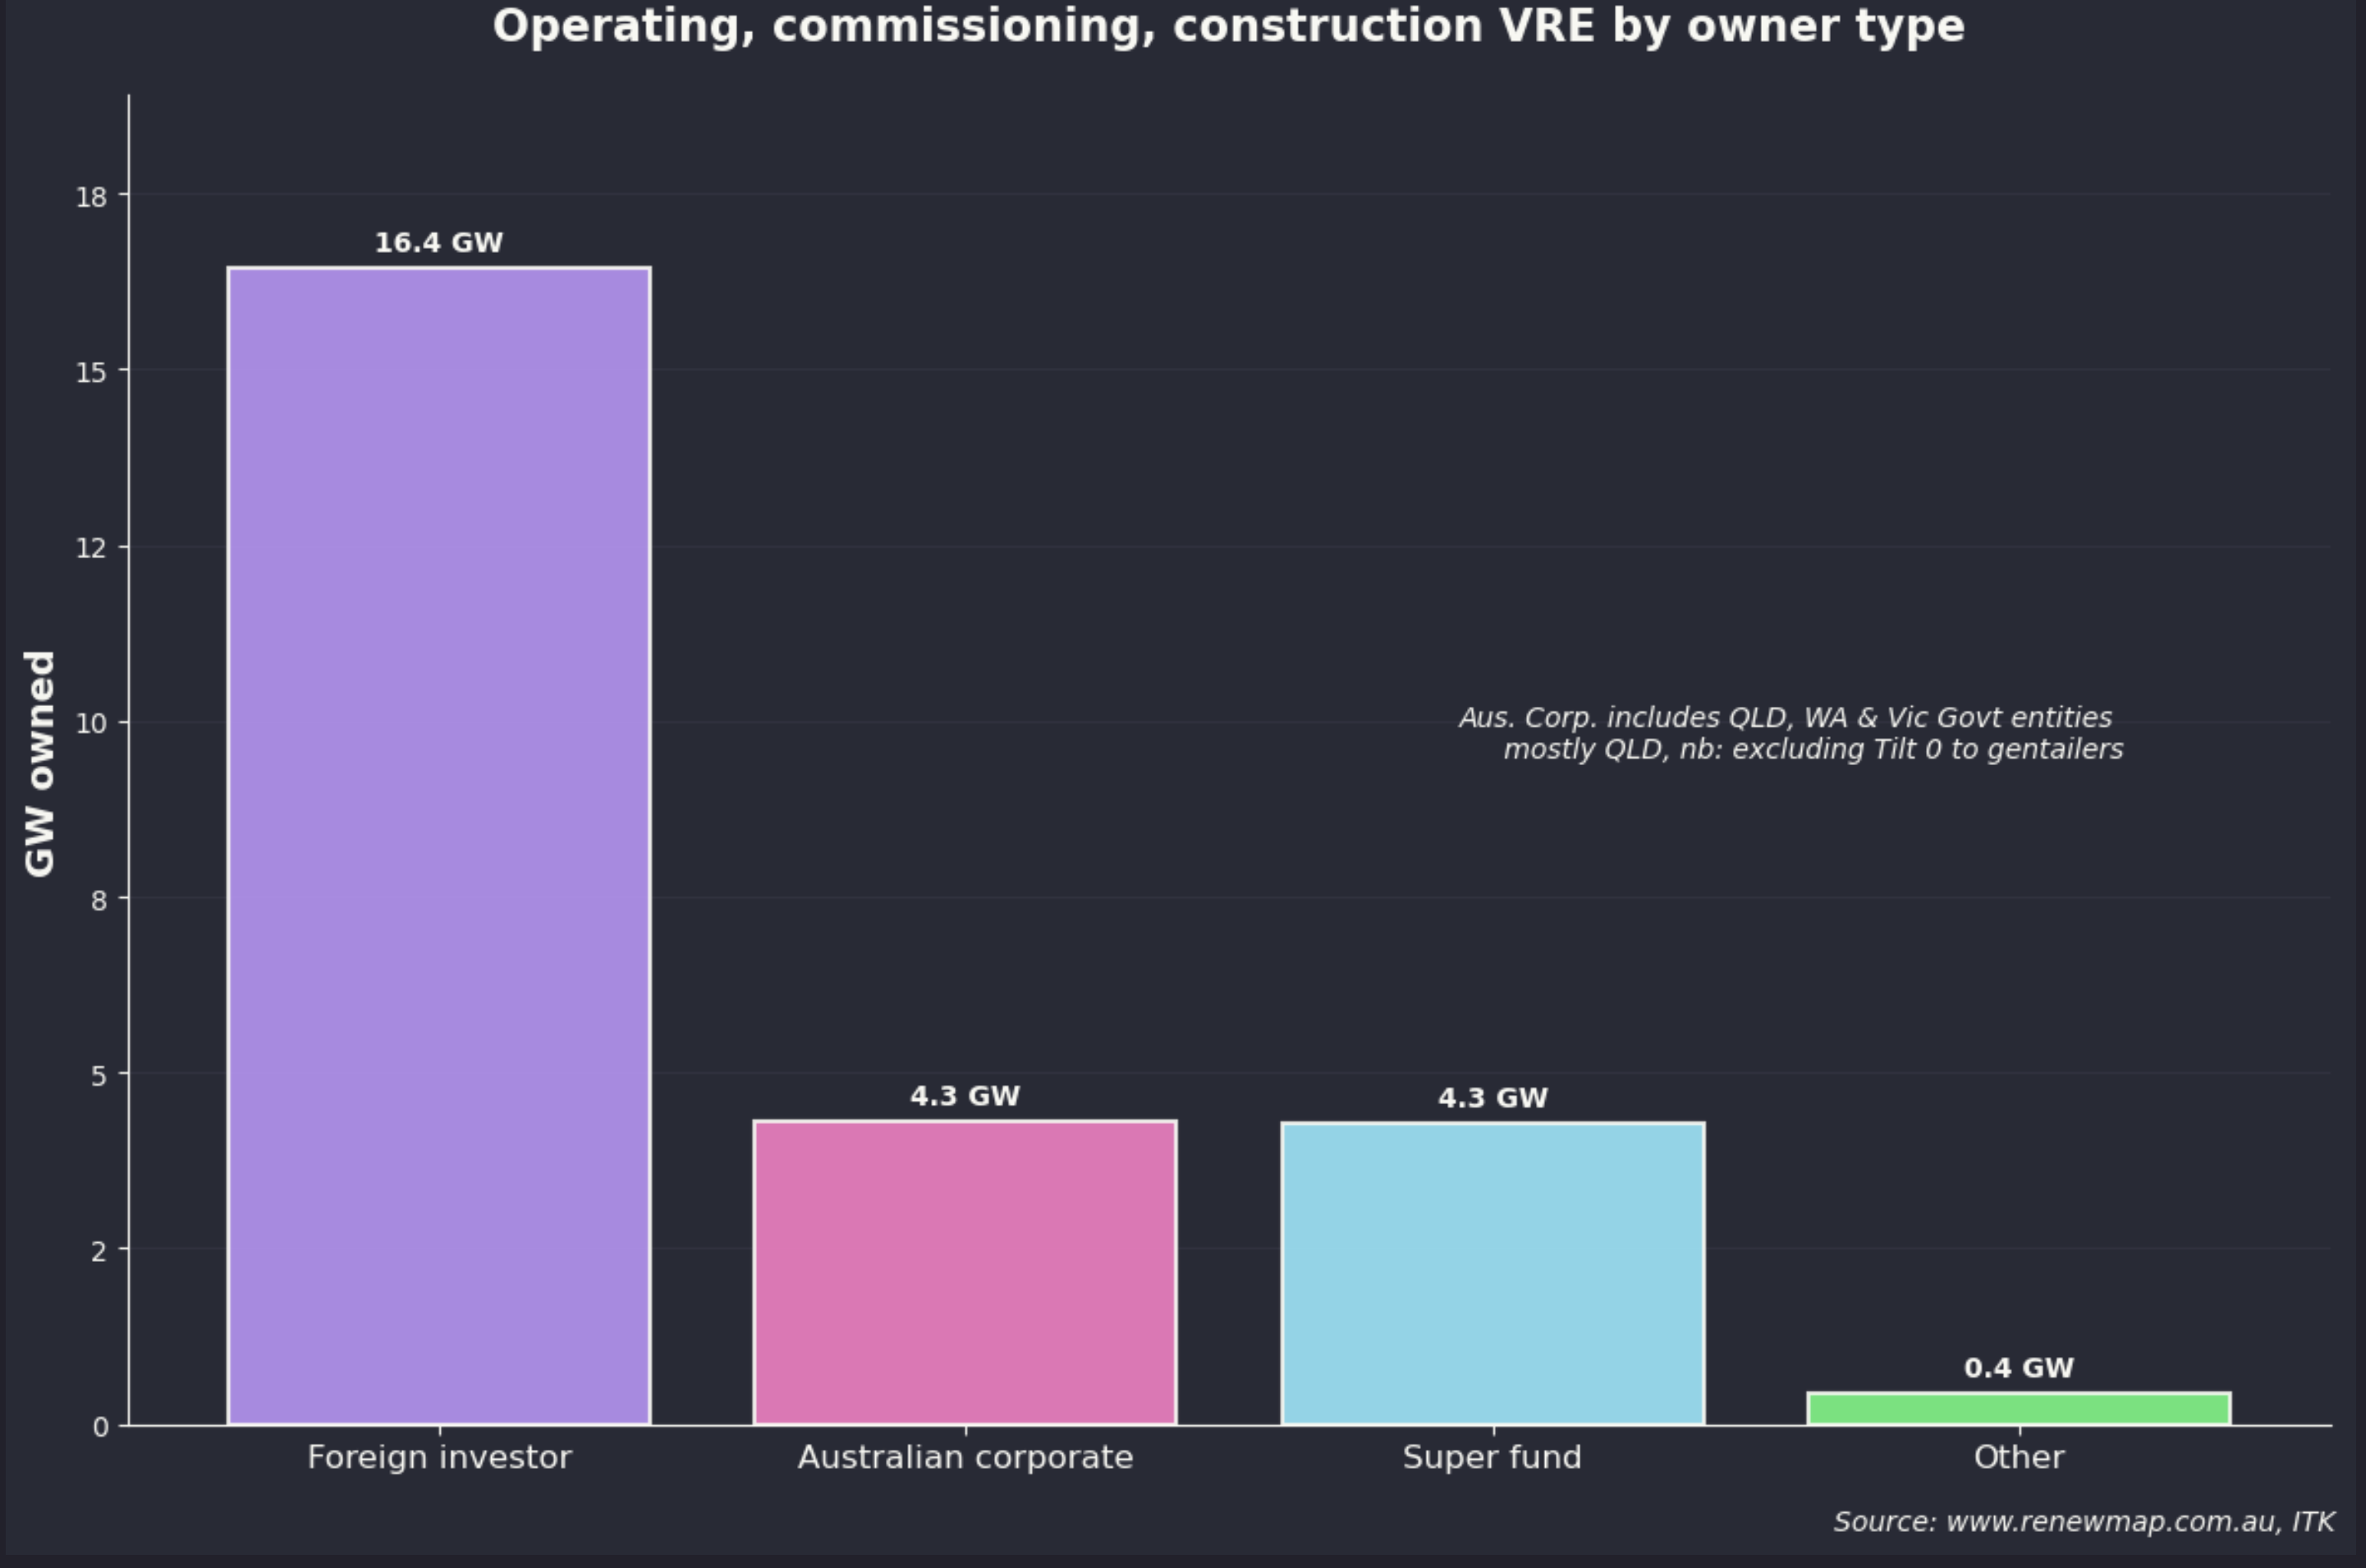 Operating, commissioning, construction VRE by owner type
GW owned
18
15
12
10
8
5
2
0
16.4 GW
4.3 GW
4.3 GW
0.4 GW
Aus. Corp. includes QLD, WA & Vic Govt entities
mostly QLD, nb: excluding Tilt 0 to gentailers
Foreign investor
Australian corporate
Super fund
Other
Source: www.renewmap.com.au, ITK